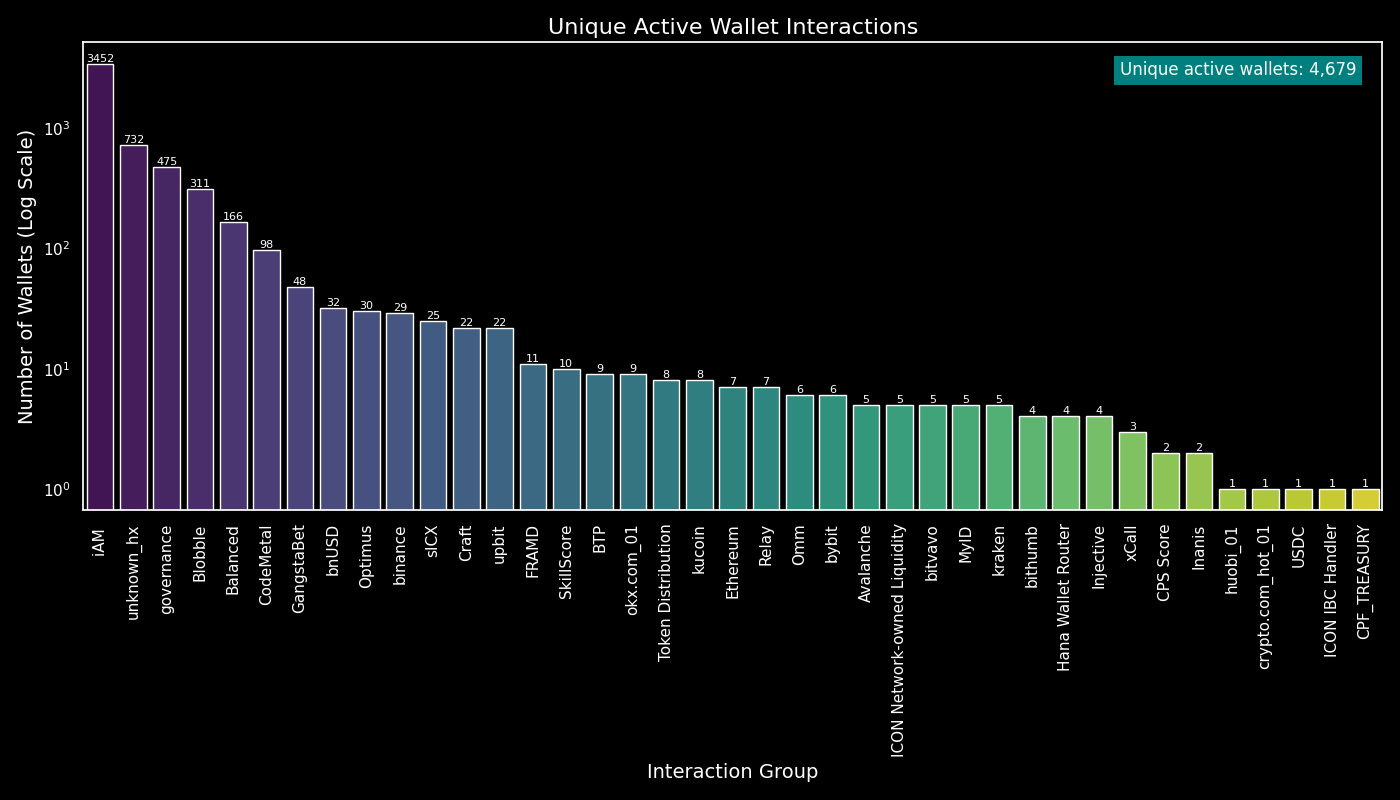 Unique Active Wallet Interactions
Unique active wallets: 4,679
Number of Wallets (Log Scale)
10³
10²
10¹
10⁰
3452
732
475
311
166
98
48
32
30
29
25
22
22
11
10
9
9
8
8
7
7
6
6
5
5
5
5
5
4
4
4
3
2
2
1
1
1
1
1
iAM
unknown_hx
governance
Blobble
Balanced
CodeMetal
GangstaBet
bnUSD
Optimus
binance
sICX
Craft
upbit
FRAMD
SkillScore
BTP
okx.com_01
Token Distribution
kucoin
Ethereum
Relay
Omm
bybit
Avalanche
ICON Network-owned Liquidity
bitvavo
MyID
kraken
bithumb
Hana Wallet Router
Injective
xCall
CPS Score
Inanis
huobi_01
crypto.com_hot_01
USDC
ICON IBC Handler
CPF_TREASURY
Interaction Group